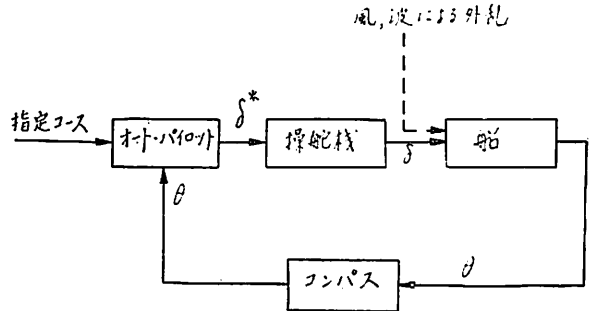 風,波による外乱
指定コース
オート・パイロット
δ*
操舵機
δ
船
θ
コンパス
θ